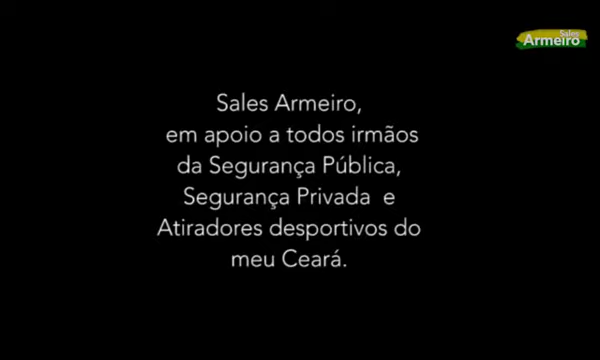 Sales
Armeiro
Sales Armeiro,
em apoio a todos irmãos
da Segurança Pública,
Segurança Privada e
Atiradores desportivos do
meu Ceará.